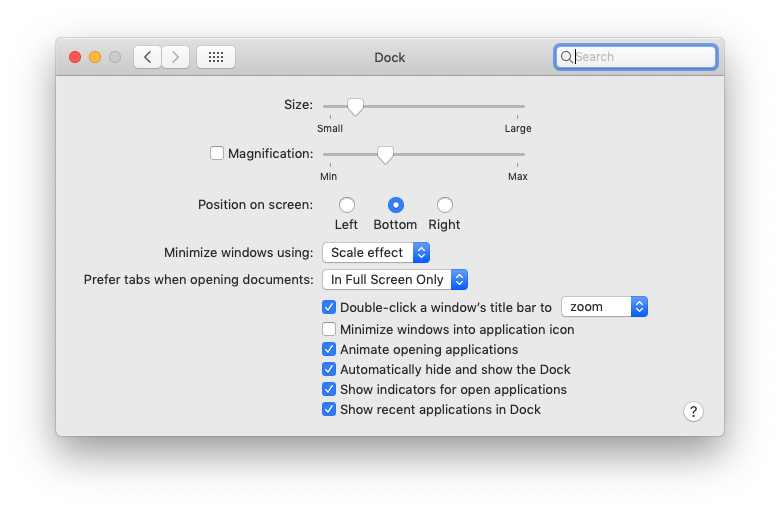 Dock
Search
Size:
Small Large
Magnification:
Min Max
Position on screen:
Left Bottom Right
Minimize windows using: Scale effect
Prefer tabs when opening documents: In Full Screen Only
Double-click a window's title bar to zoom
Minimize windows into application icon
Animate opening applications
Automatically hide and show the Dock
Show indicators for open applications
Show recent applications in Dock
?